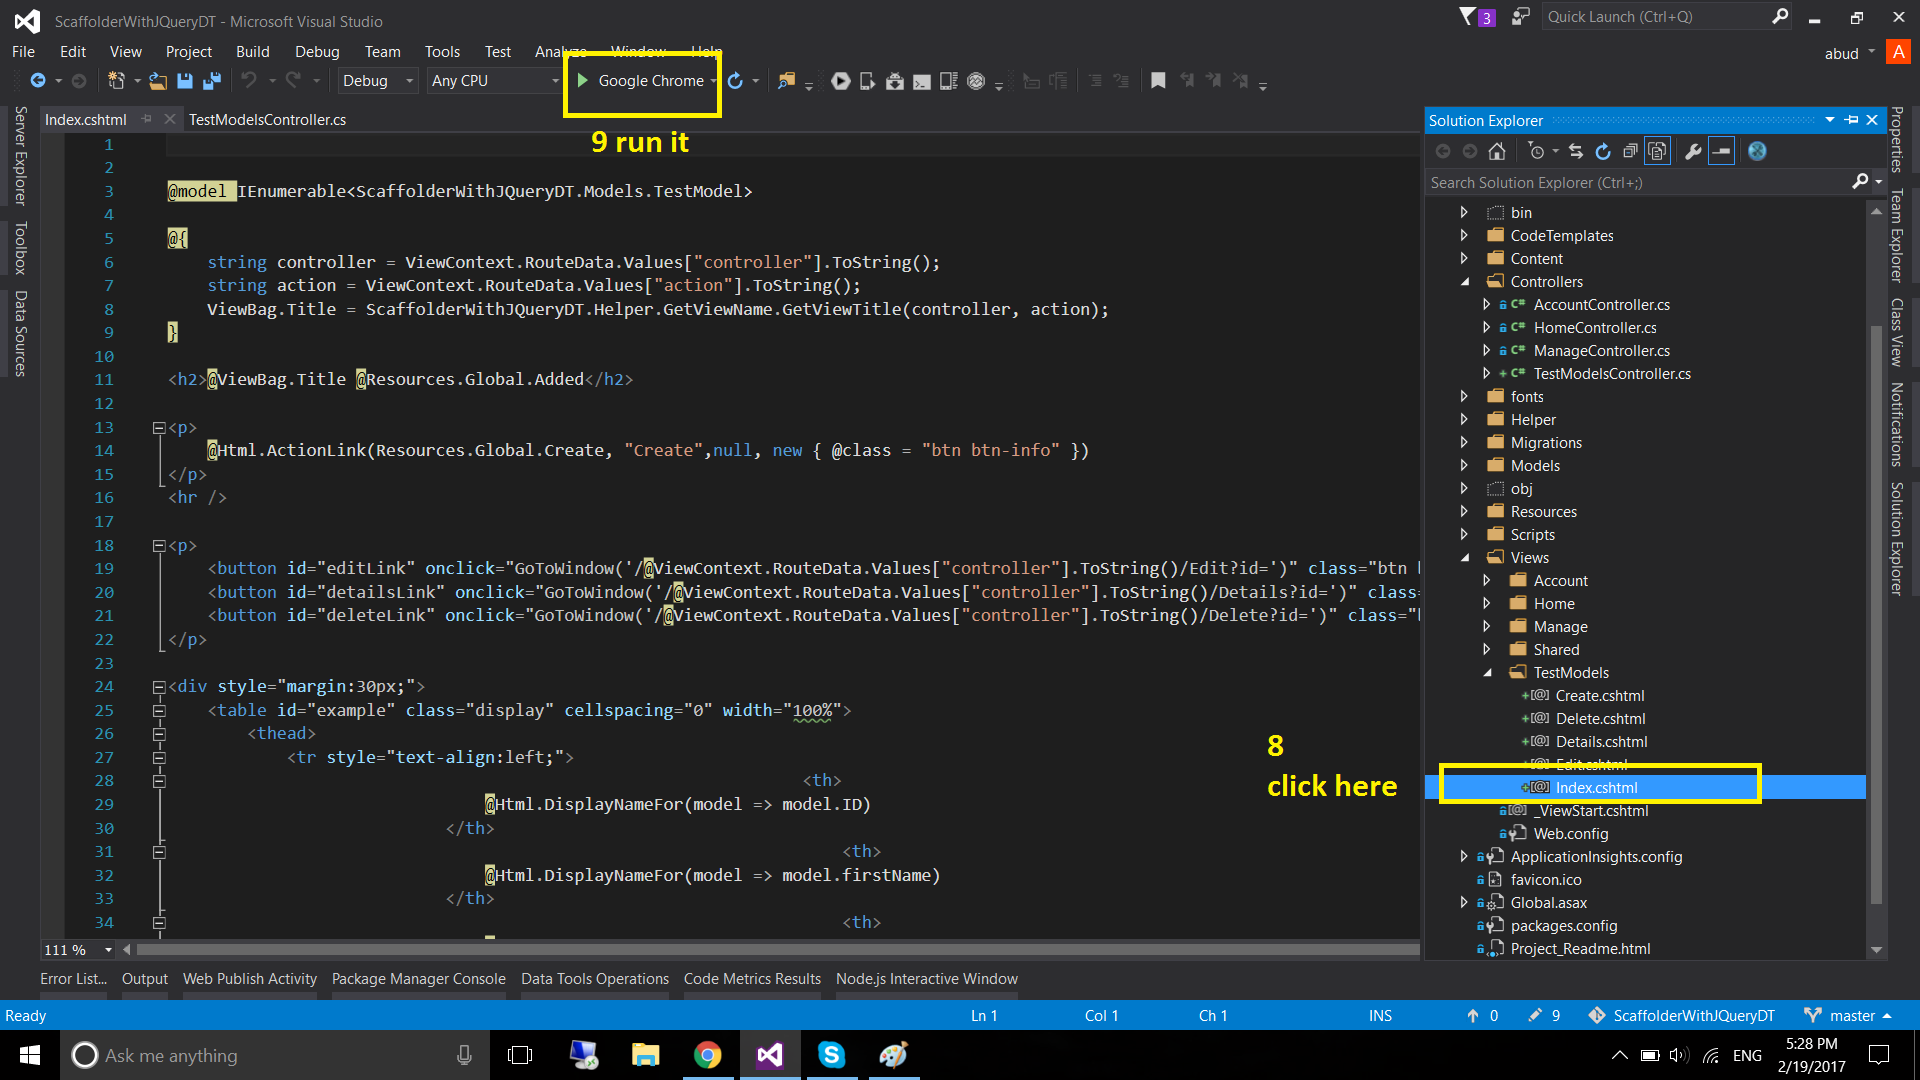 ScaffolderWithJQueryDT - Microsoft Visual Studio
3
Quick Launch (Ctrl+Q)
File Edit View Project Build Debug Team Tools Test Analyze Window Help
abud A
Debug Any CPU Google Chrome
Index.cshtml TestModelsController.cs
9 run it
1
2
3 @model IEnumerable<ScaffolderWithJQueryDT.Models.TestModel>
4
5 @{
6 string controller = ViewContext.RouteData.Values["controller"].ToString();
7 string action = ViewContext.RouteData.Values["action"].ToString();
8 ViewBag.Title = ScaffolderWithJQueryDT.Helper.GetViewName.GetViewTitle(controller, action);
9 }
10
11 <h2>@ViewBag.Title @Resources.Global.Added</h2>
12
13 <p>
14 @Html.ActionLink(Resources.Global.Create, "Create",null, new { @class = "btn btn-info" })
15 </p>
16 <hr />
17
18 <p>
19 <button id="editLink" onclick="GoToWindow('/@ViewContext.RouteData.Values["controller"].ToString()/Edit?id=')" class="btn
20 <button id="detailsLink" onclick="GoToWindow('/@ViewContext.RouteData.Values["controller"].ToString()/Details?id=')" class=
21 <button id="deleteLink" onclick="GoToWindow('/@ViewContext.RouteData.Values["controller"].ToString()/Delete?id=')" class="
22 </p>
23
24 <div style="margin:30px;">
25 <table id="example" class="display" cellspacing="0" width="100%">
26 <thead>
27 <tr style="text-align:left;">
28 <th>
29 @Html.DisplayNameFor(model => model.ID)
30 </th>
31 <th>
32 @Html.DisplayNameFor(model => model.firstName)
33 </th>
34 <th>
8
click here
111 %
Server Explorer
Toolbox
Data Sources
Solution Explorer
Search Solution Explorer (Ctrl+;)
bin
CodeTemplates
Content
Controllers
C# AccountController.cs
C# HomeController.cs
C# ManageController.cs
+ C# TestModelsController.cs
fonts
Helper
Migrations
Models
obj
Resources
Scripts
Views
Account
Home
Manage
Shared
TestModels
+[@] Create.cshtml
+[@] Delete.cshtml
+[@] Details.cshtml
+[@] Edit.cshtml
+[@] Index.cshtml
[@] _ViewStart.cshtml
Web.config
ApplicationInsights.config
favicon.ico
Global.asax
packages.config
Project_Readme.html
Properties
Team Explorer
Class View
Notifications
Solution Explorer
Error List... Output Web Publish Activity Package Manager Console Data Tools Operations Code Metrics Results Node.js Interactive Window
Ready Ln 1 Col 1 Ch 1 INS 0 9 ScaffolderWithJQueryDT master
Ask me anything
ENG
5:28 PM
2/19/2017